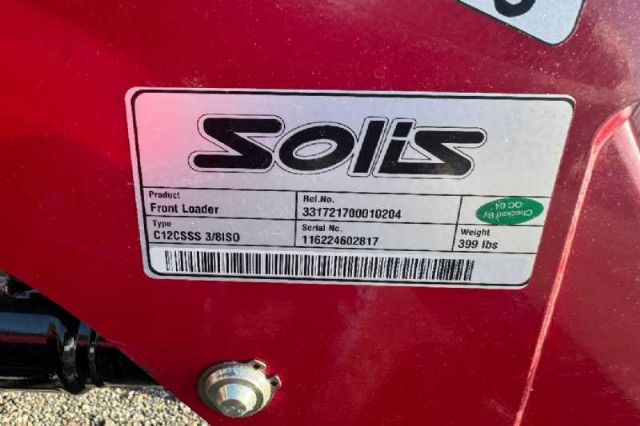 Solis
Product
Front Loader
Ref.No.
331721700010204
Checked By
QC 04
Type
C12CSSS 3/8ISO
Serial No.
116224602817
Weight
399 lbs